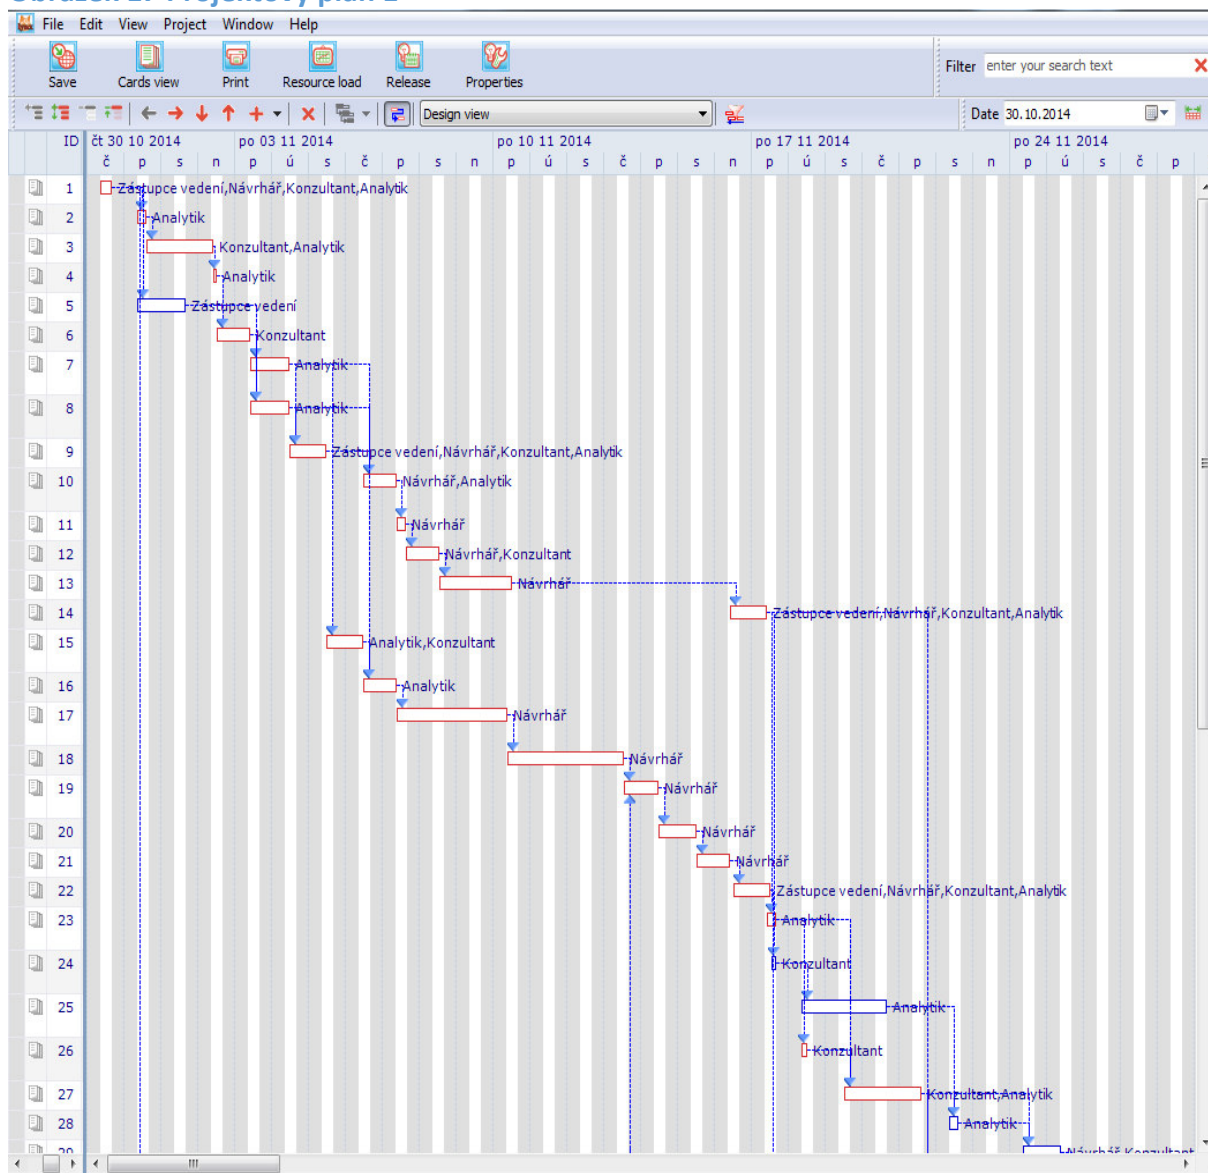 File Edit View Project Window Help
Save Cards view Print Resource load Release Properties
Filter enter your search text
Design view
Date 30.10.2014
ID čt 30 10 2014 po 03 11 2014 po 10 11 2014 po 17 11 2014 po 24 11 2014
č p s n p ú s č p s n p ú s č p s n p ú s č p s n p ú s č p
1 Zástupce vedení,Návrhář,Konzultant,Analytik
2 Analytik
3 Konzultant,Analytik
4 Analytik
5 Zástupce vedení
6 Konzultant
7 Analytik
8 Analytik
9 Zástupce vedení,Návrhář,Konzultant,Analytik
10 Návrhář,Analytik
11 Návrhář
12 Návrhář,Konzultant
13 Návrhář
14 Zástupce vedení,Návrhář,Konzultant,Analytik
15 Analytik,Konzultant
16 Analytik
17 Návrhář
18 Návrhář
19 Návrhář
20 Návrhář
21 Návrhář
22 Zástupce vedení,Návrhář,Konzultant,Analytik
23 Analytik
24 Konzultant
25 Analytik
26 Konzultant
27 Konzultant,Analytik
28 Analytik
29 Návrhář,Konzultant